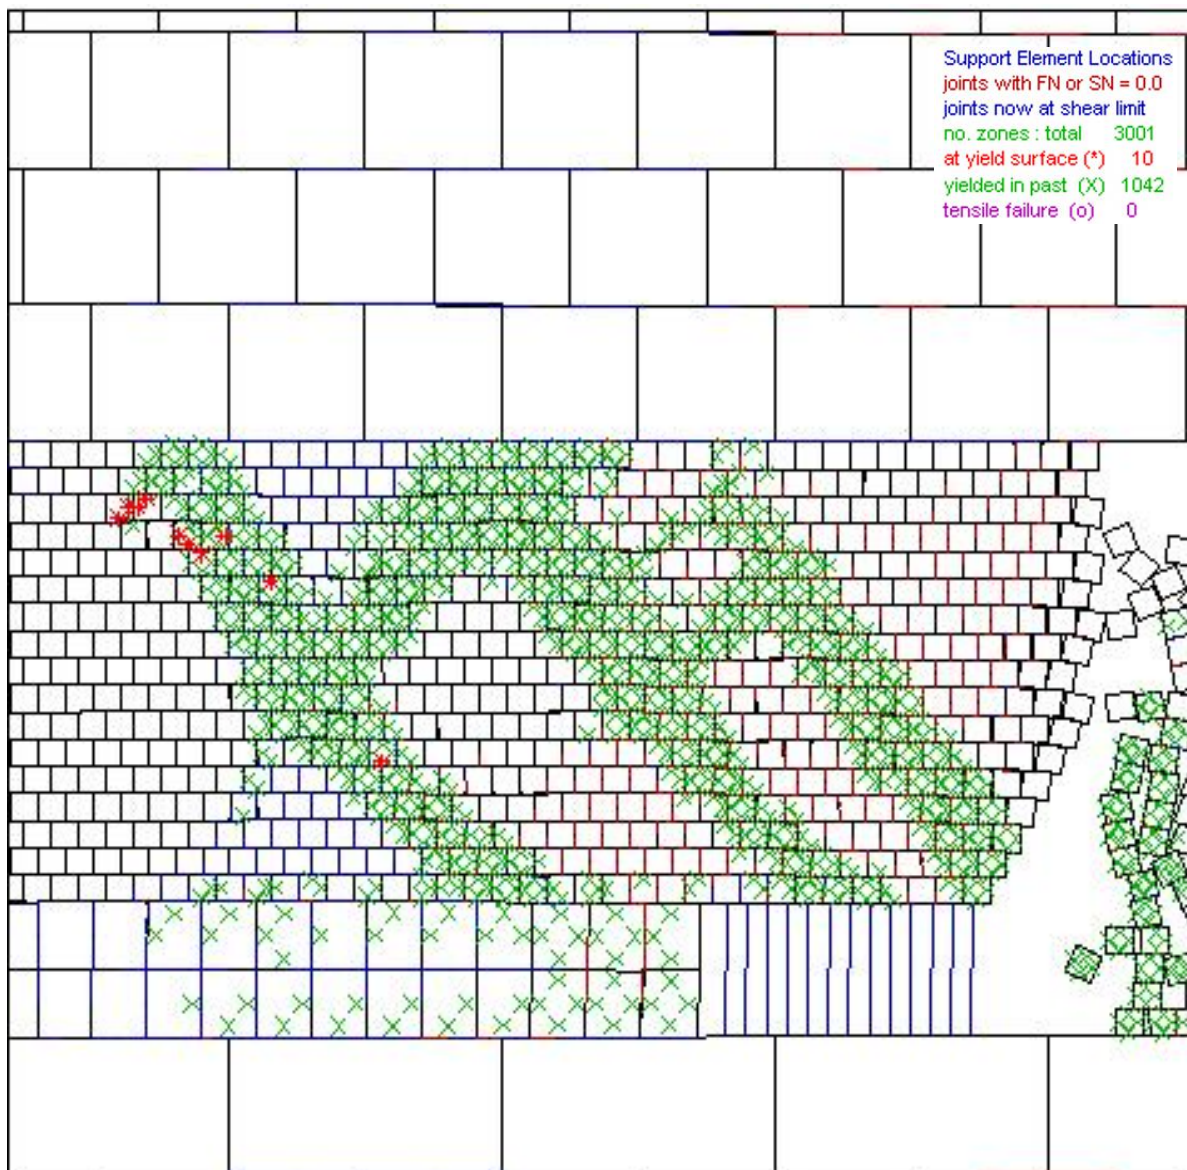 Support Element Locations
joints with FN or SN = 0.0
joints now at shear limit
no. zones : total 3001
at yield surface (*) 10
yielded in past (X) 1042
tensile failure (o) 0